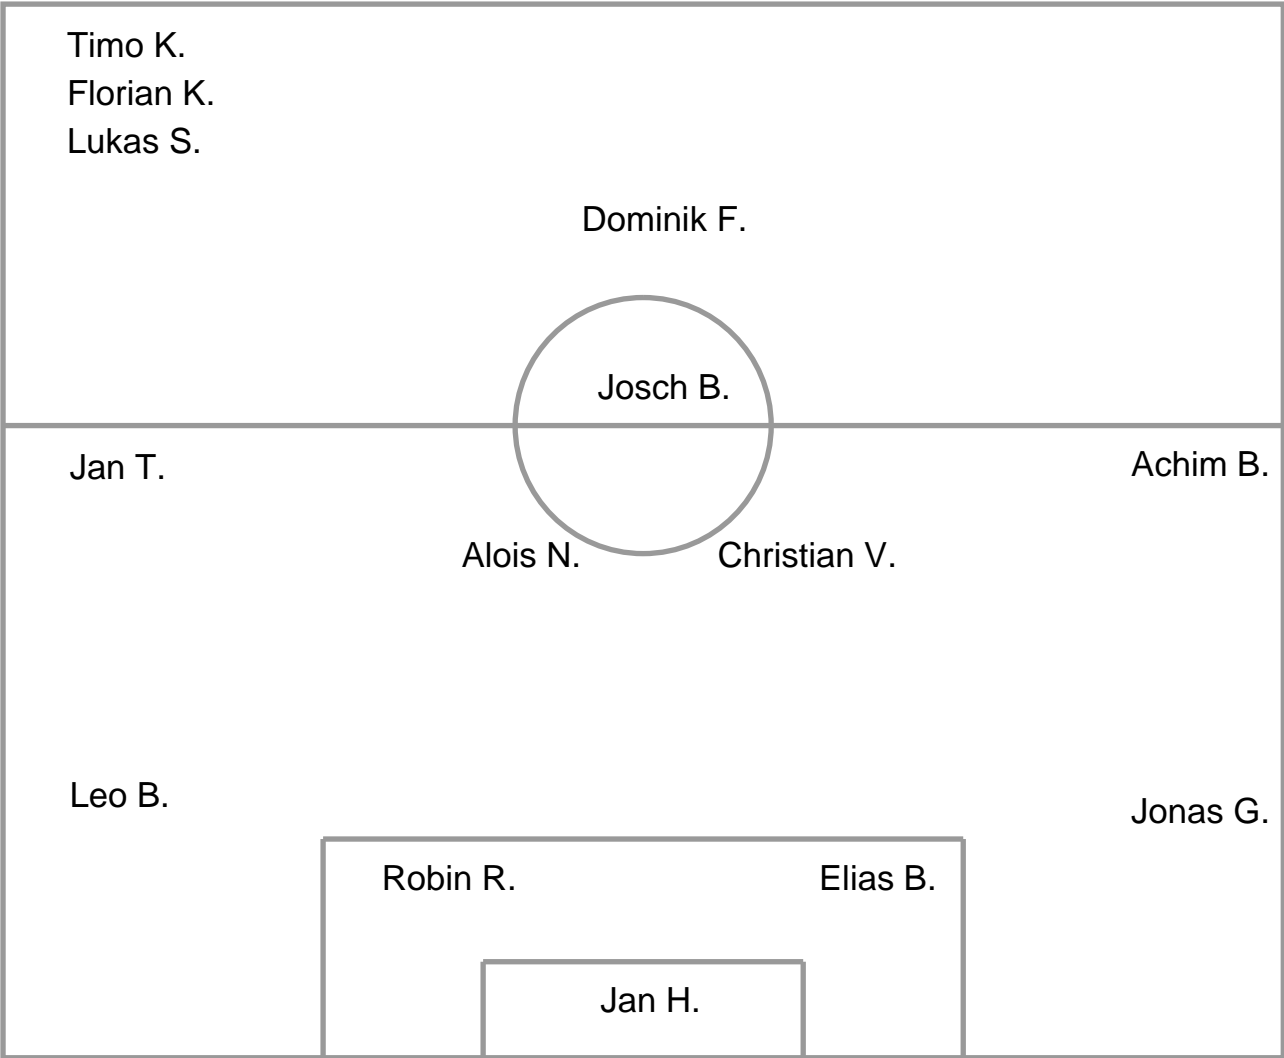 Timo K.
Florian K.
Lukas S.
Dominik F.
Josch B.
Jan T.
Achim B.
Alois N.
Christian V.
Leo B.
Jonas G.
Robin R.
Elias B.
Jan H.